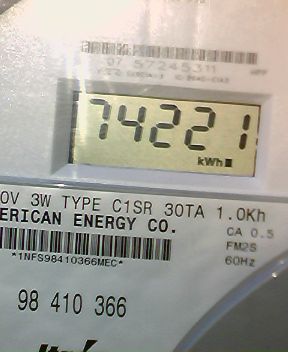 07 57245311
74221
kWh
0V 3W TYPE C1SR 30TA 1.0Kh
ERICAN ENERGY CO.
CA 0.5
FM2S
*1NFS98410366MEC*
60Hz
98 410 366